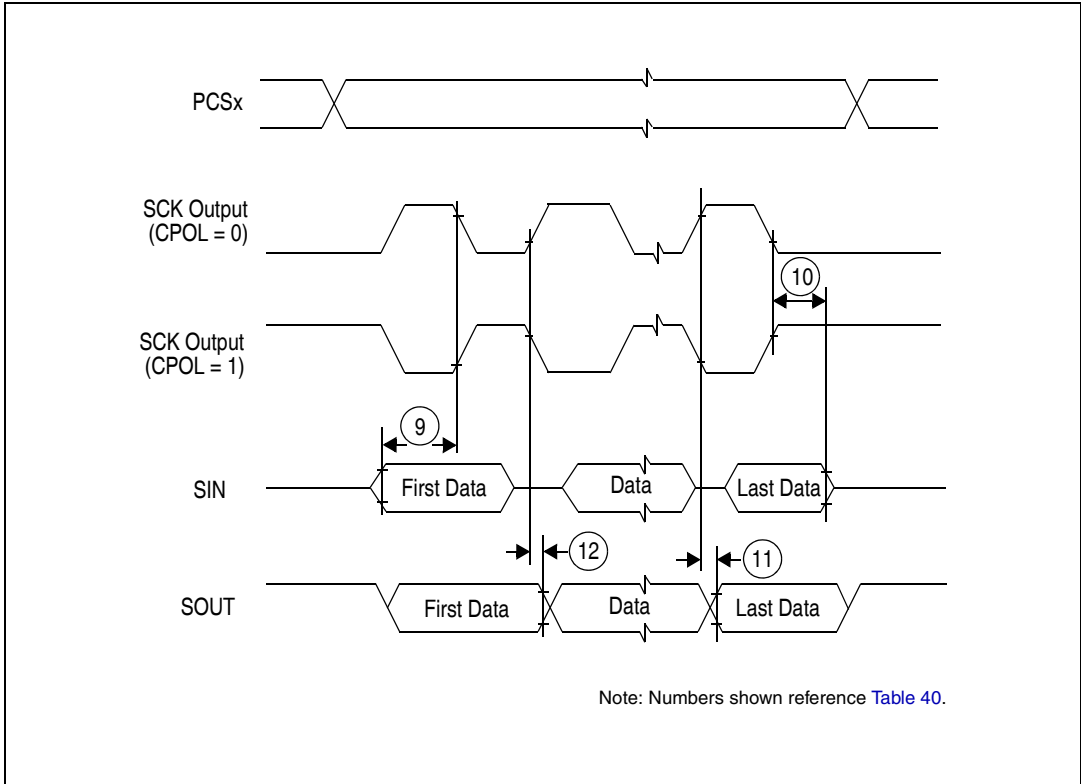 PCSx
SCK Output
(CPOL = 0)
10
SCK Output
(CPOL = 1)
9
SIN
First Data
Data
Last Data
12
11
SOUT
First Data
Data
Last Data
Note: Numbers shown reference Table 40.